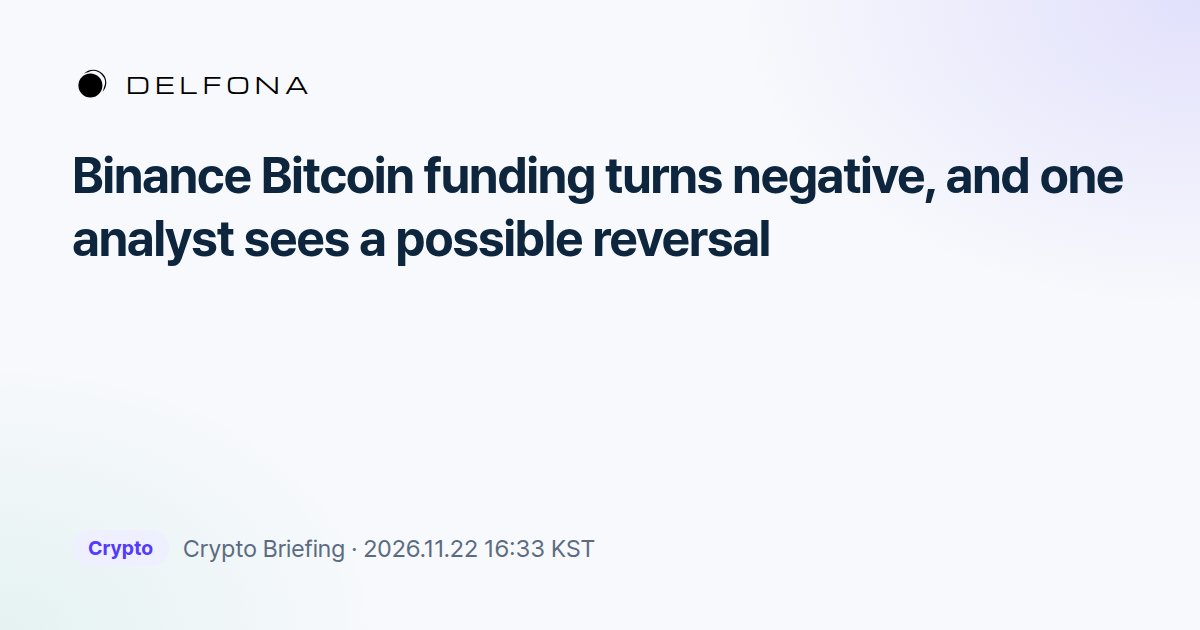 DELFONA
Binance Bitcoin funding turns negative, and one
analyst sees a possible reversal
Crypto
Crypto Briefing · 2026.11.22 16:33 KST